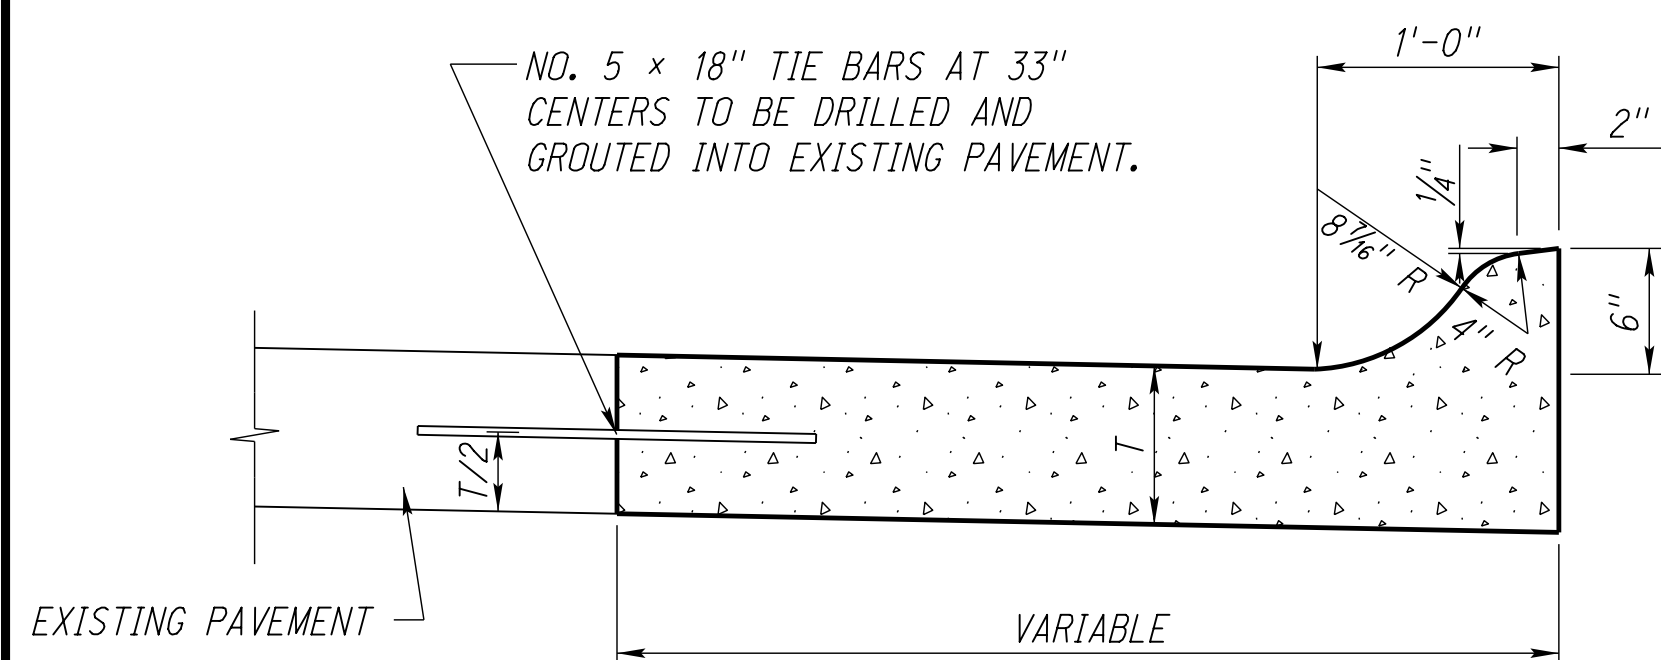 1'-0"
NO. 5 x 18" TIE BARS AT 33"
CENTERS TO BE DRILLED AND
GROUTED INTO EXISTING PAVEMENT.
2"
1/4"
8 7/16" R
4" R
6"
T
T/2
EXISTING PAVEMENT
VARIABLE